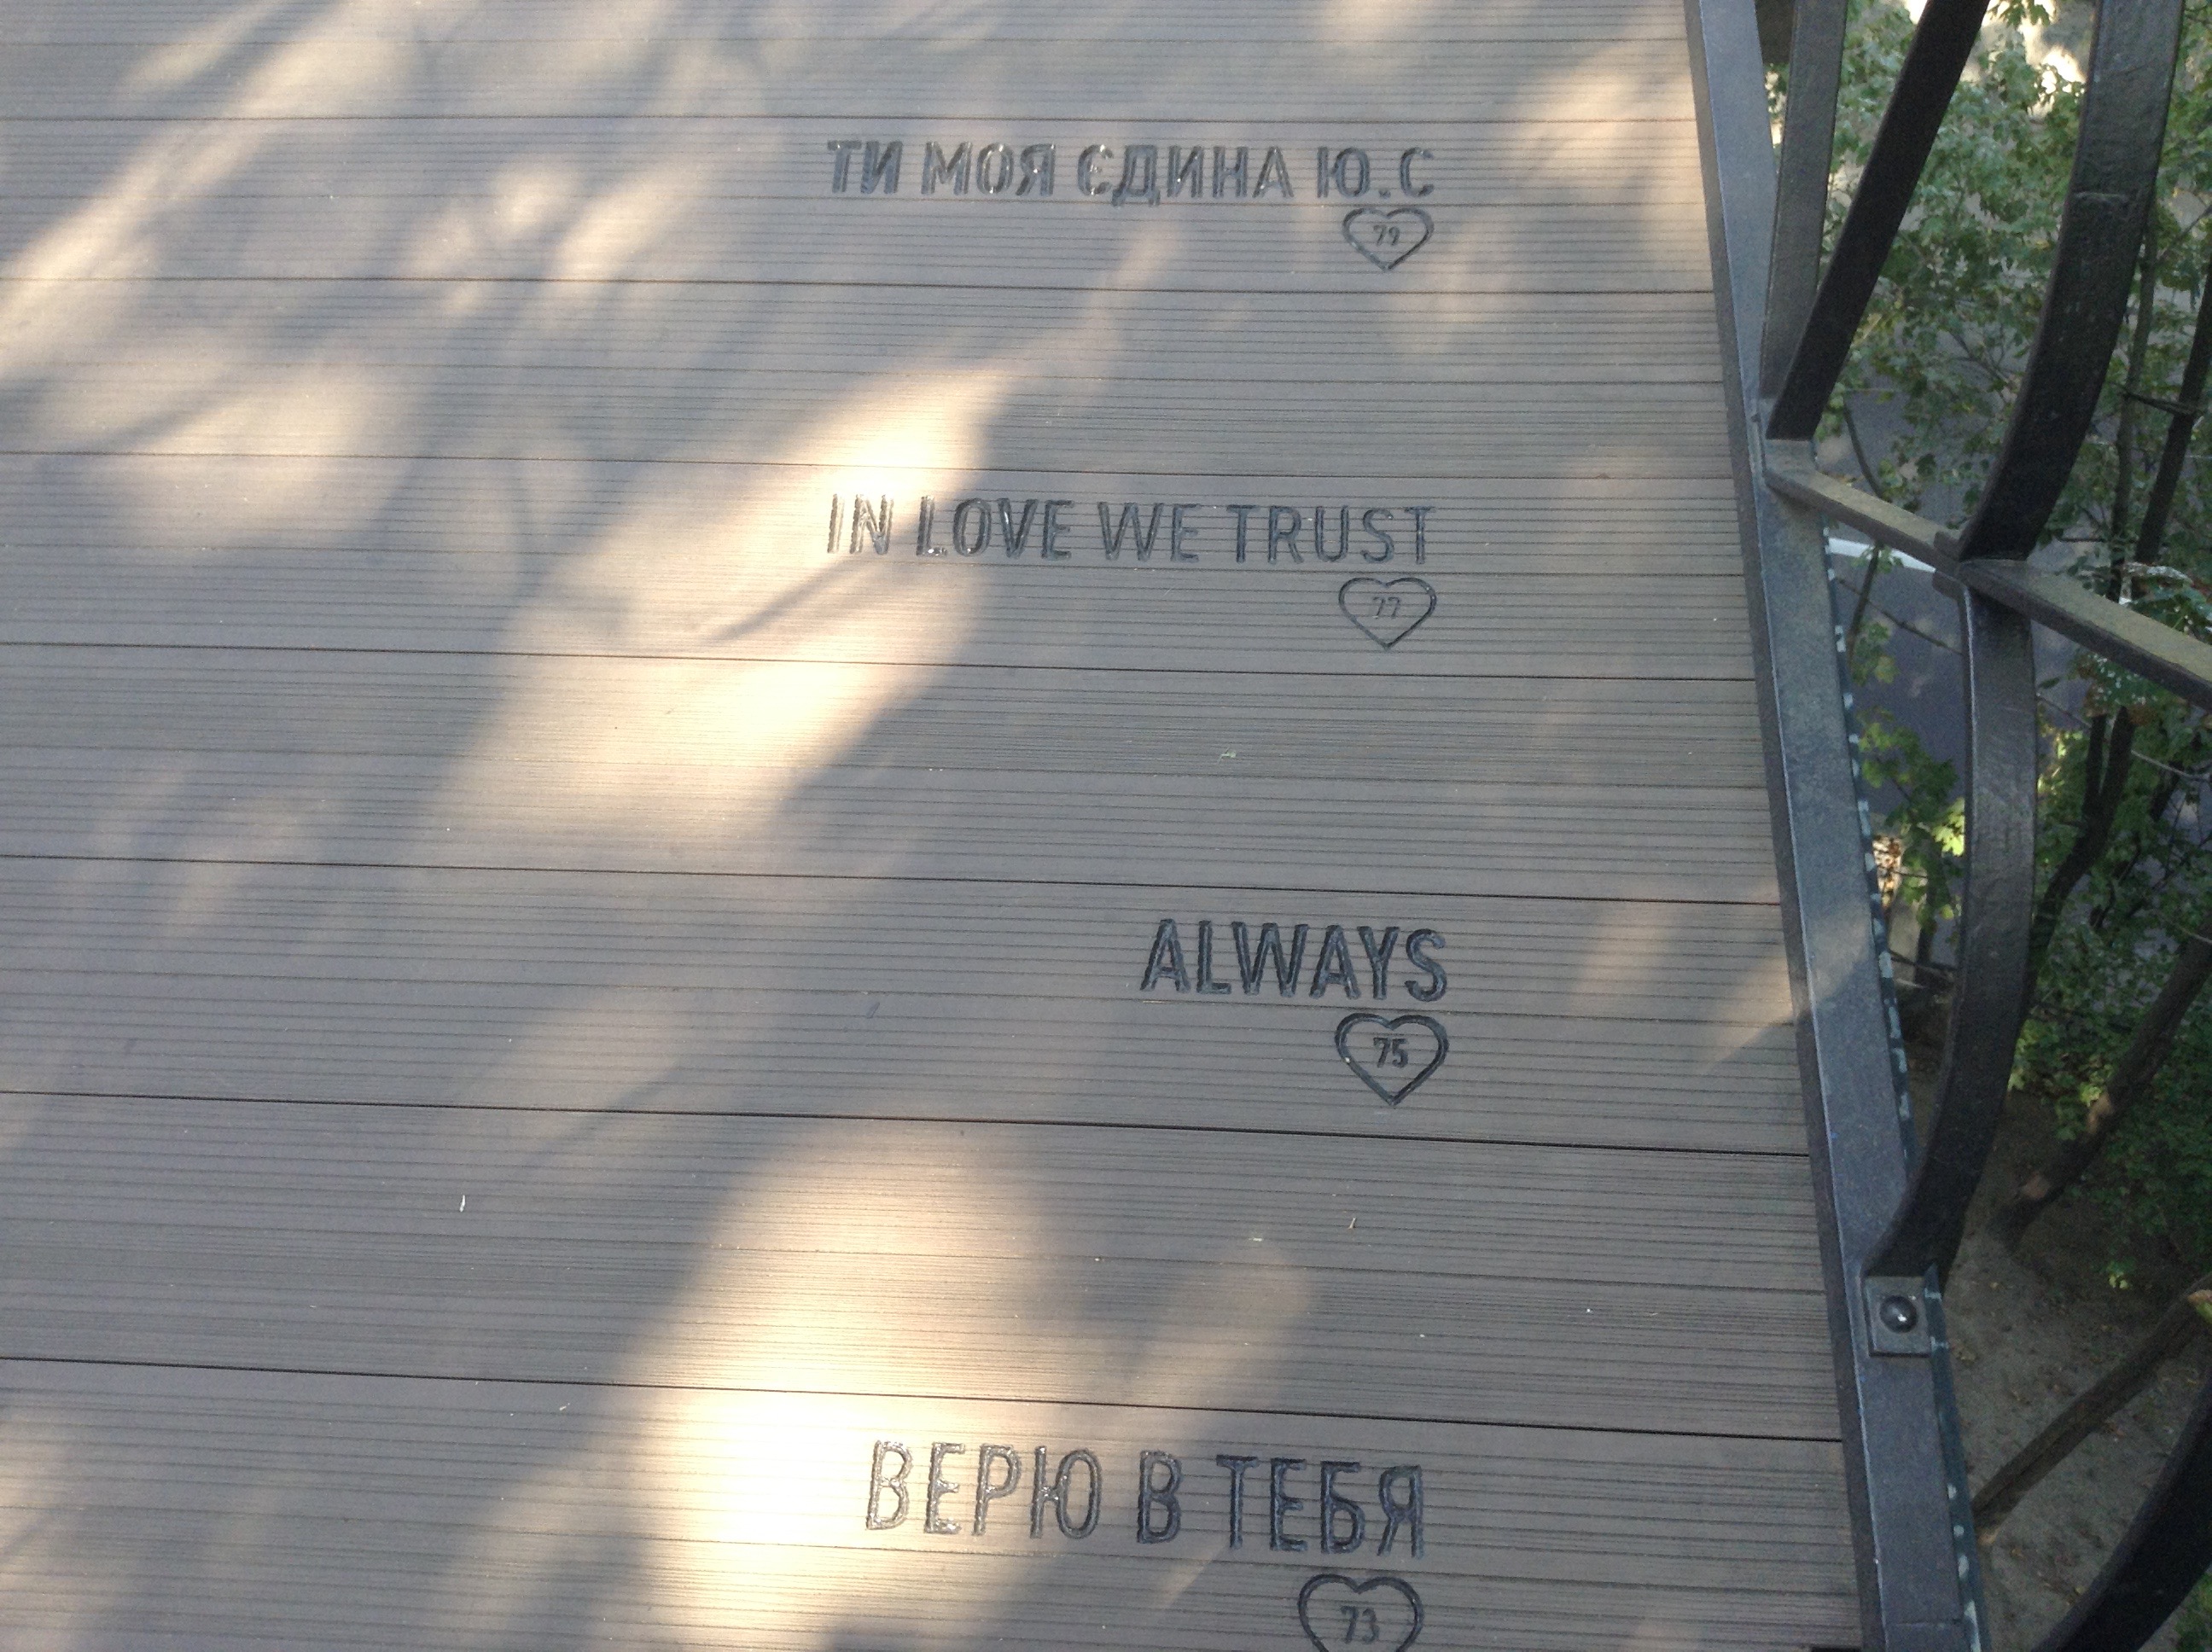 ТИ МОЯ ЄДИНА Ю.С
79
IN LOVE WE TRUST
77
ALWAYS
75
ВЕРЮ В ТЕБЯ
73